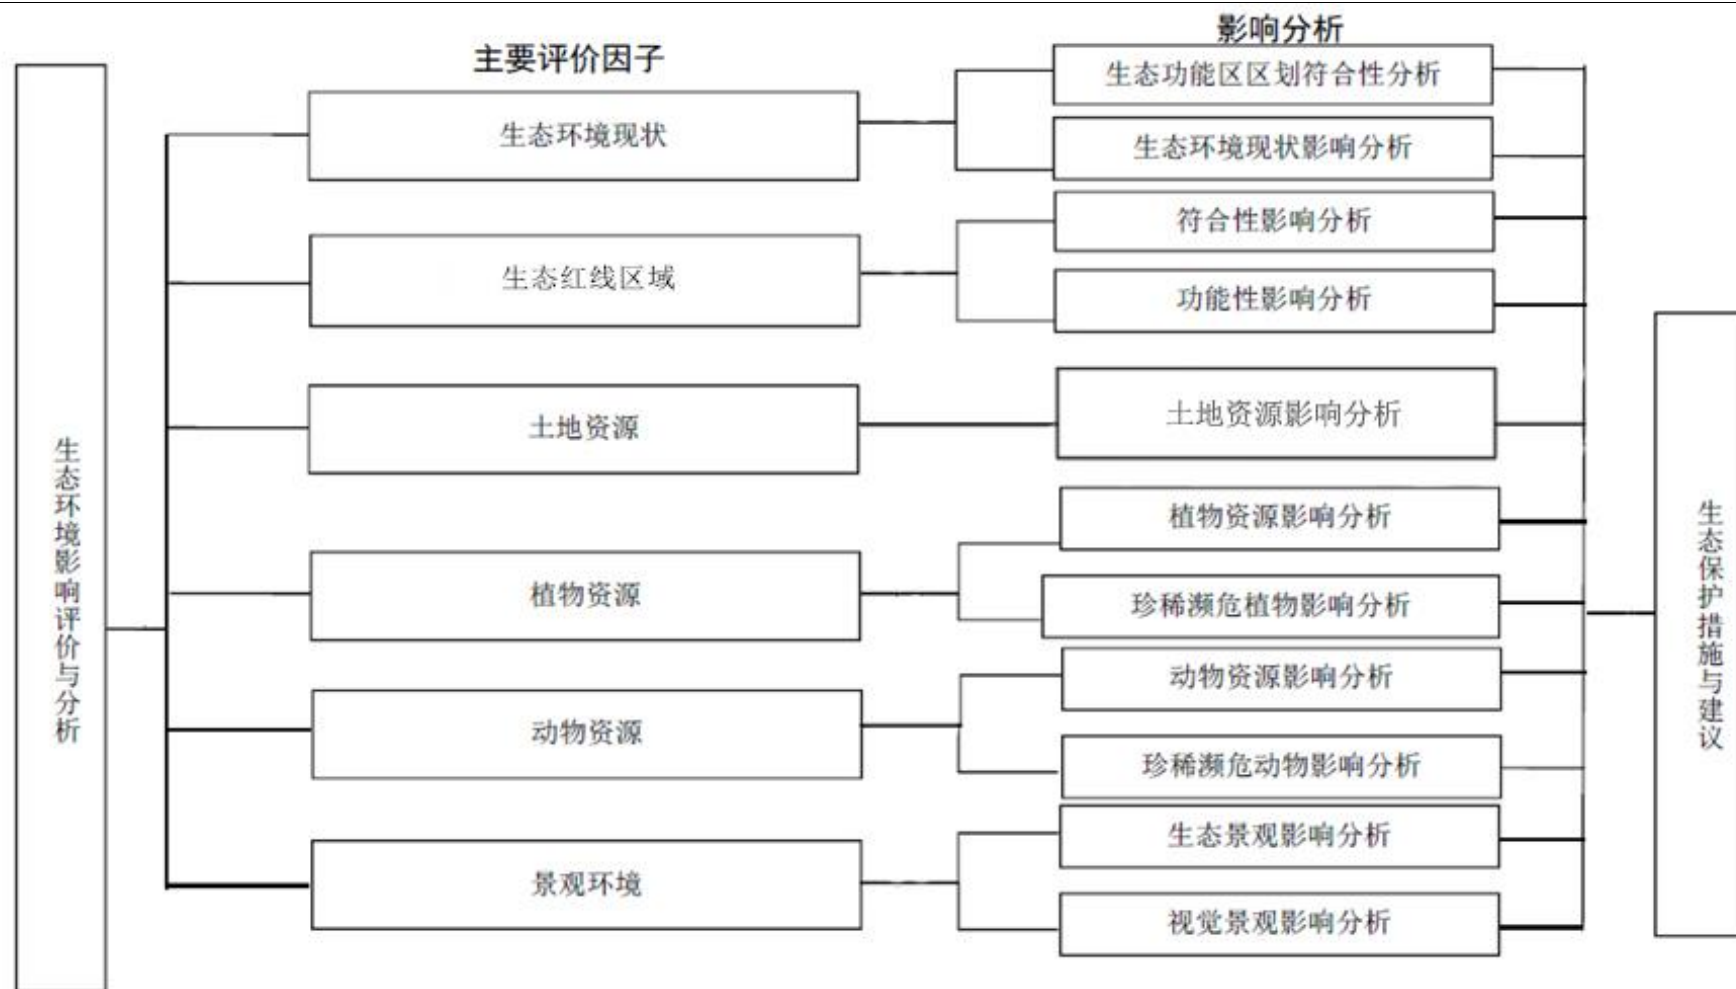 影响分析
主要评价因子
生态环境影响评价与分析
生态环境现状
生态功能区区划符合性分析
生态环境现状影响分析
生态红线区域
符合性影响分析
功能性影响分析
土地资源
土地资源影响分析
植物资源
植物资源影响分析
珍稀濒危植物影响分析
动物资源
动物资源影响分析
珍稀濒危动物影响分析
景观环境
生态景观影响分析
视觉景观影响分析
生态保护措施与建议